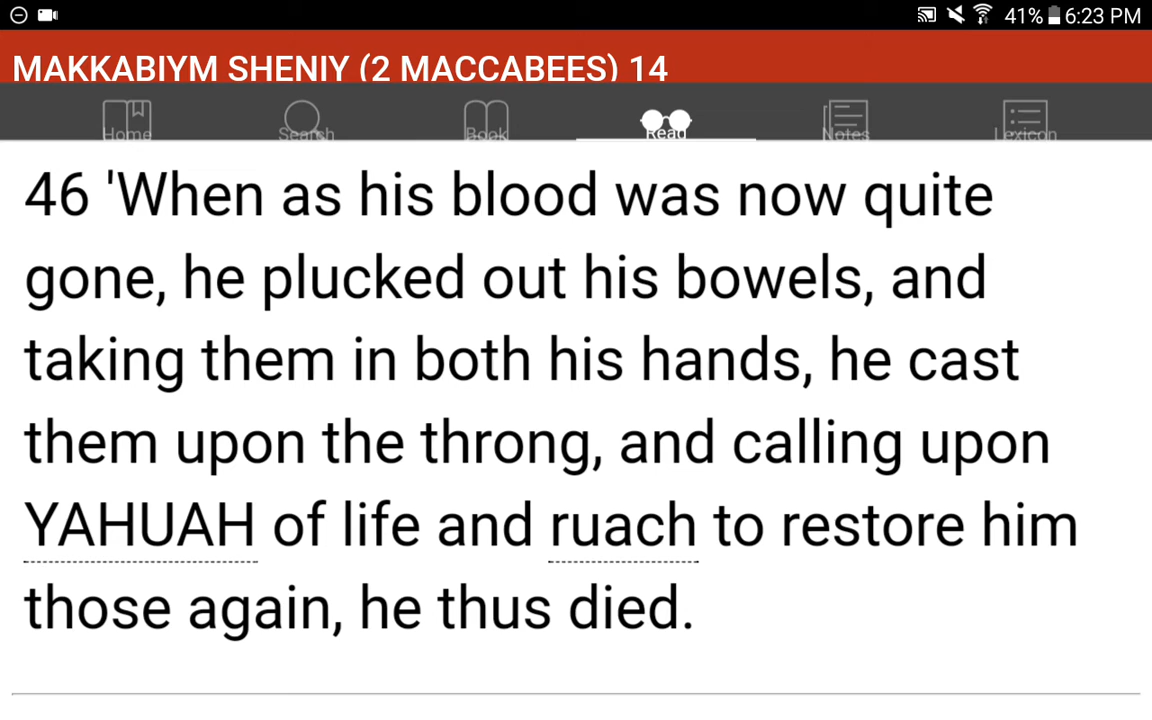 41% 6:23 PM
MAKKABIYM SHENIY (2 MACCABEES) 14
Home Search Book Read Notes Lexicon
46 'When as his blood was now quite
gone, he plucked out his bowels, and
taking them in both his hands, he cast
them upon the throng, and calling upon
YAHUAH of life and ruach to restore him
those again, he thus died.